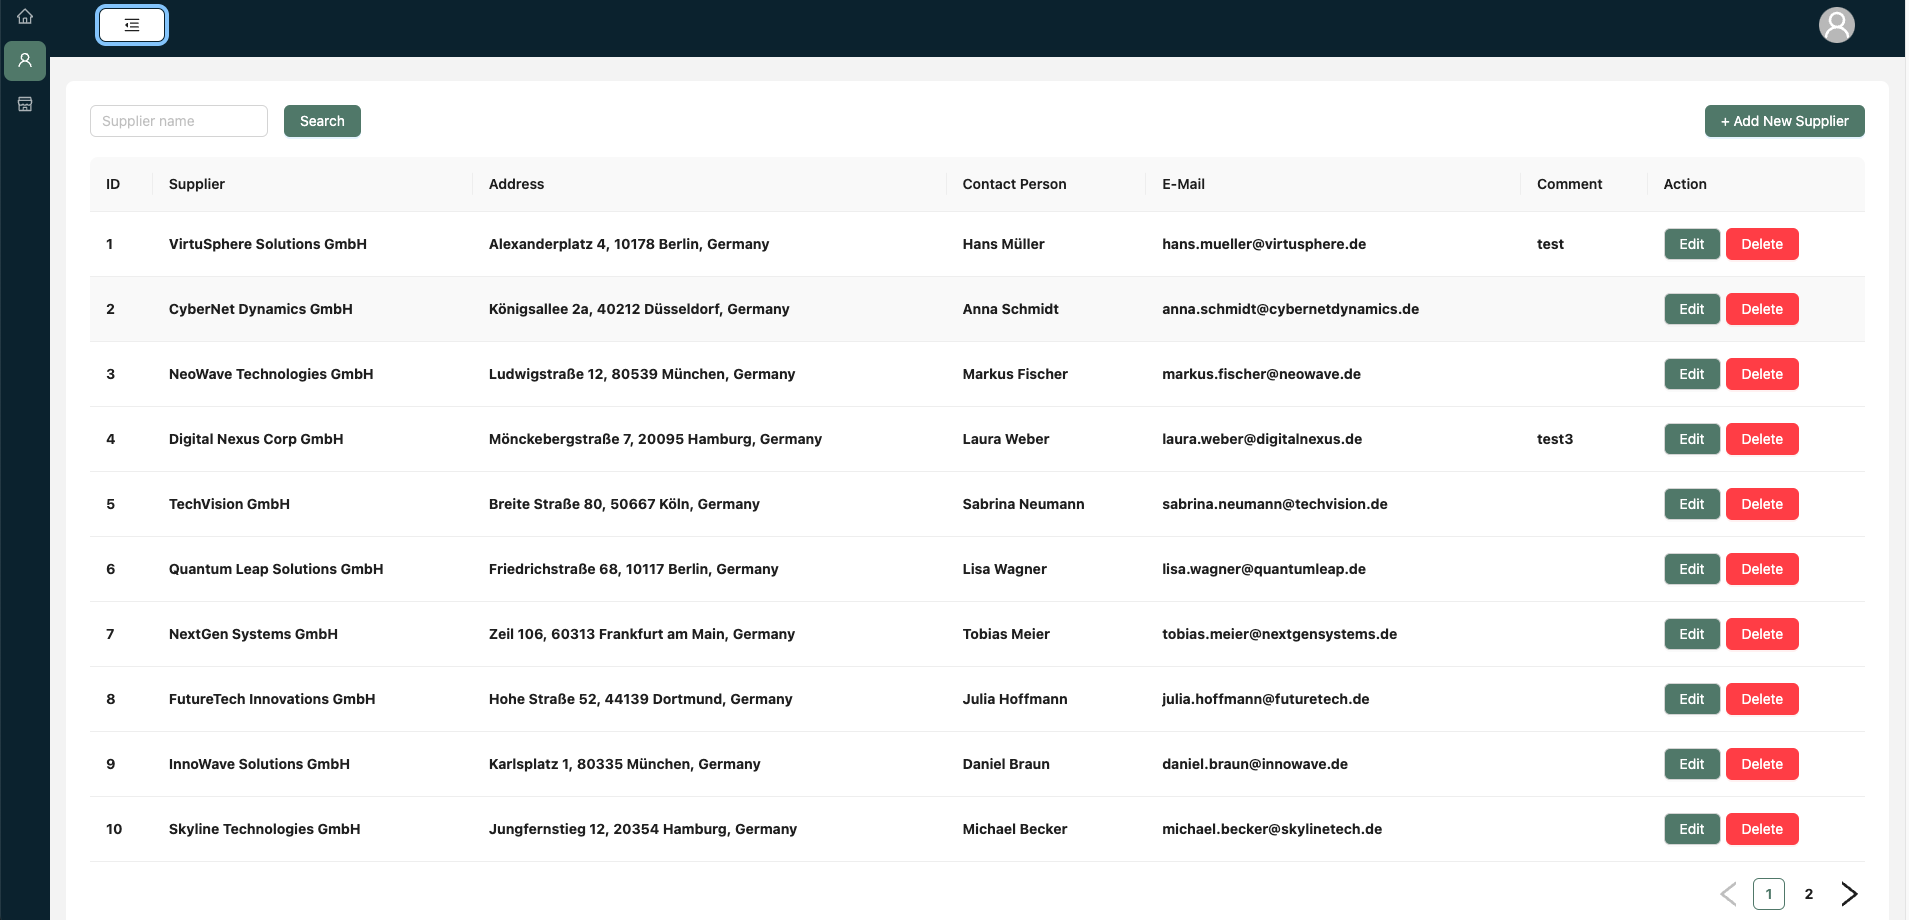 Supplier name Search + Add New Supplier
ID Supplier Address Contact Person E-Mail Comment Action
1 VirtuSphere Solutions GmbH Alexanderplatz 4, 10178 Berlin, Germany Hans Müller hans.mueller@virtusphere.de test Edit Delete
2 CyberNet Dynamics GmbH Königsallee 2a, 40212 Düsseldorf, Germany Anna Schmidt anna.schmidt@cybernetdynamics.de Edit Delete
3 NeoWave Technologies GmbH Ludwigstraße 12, 80539 München, Germany Markus Fischer markus.fischer@neowave.de Edit Delete
4 Digital Nexus Corp GmbH Mönckebergstraße 7, 20095 Hamburg, Germany Laura Weber laura.weber@digitalnexus.de test3 Edit Delete
5 TechVision GmbH Breite Straße 80, 50667 Köln, Germany Sabrina Neumann sabrina.neumann@techvision.de Edit Delete
6 Quantum Leap Solutions GmbH Friedrichstraße 68, 10117 Berlin, Germany Lisa Wagner lisa.wagner@quantumleap.de Edit Delete
7 NextGen Systems GmbH Zeil 106, 60313 Frankfurt am Main, Germany Tobias Meier tobias.meier@nextgensystems.de Edit Delete
8 FutureTech Innovations GmbH Hohe Straße 52, 44139 Dortmund, Germany Julia Hoffmann julia.hoffmann@futuretech.de Edit Delete
9 InnoWave Solutions GmbH Karlsplatz 1, 80335 München, Germany Daniel Braun daniel.braun@innowave.de Edit Delete
10 Skyline Technologies GmbH Jungfernstieg 12, 20354 Hamburg, Germany Michael Becker michael.becker@skylinetech.de Edit Delete
1 2